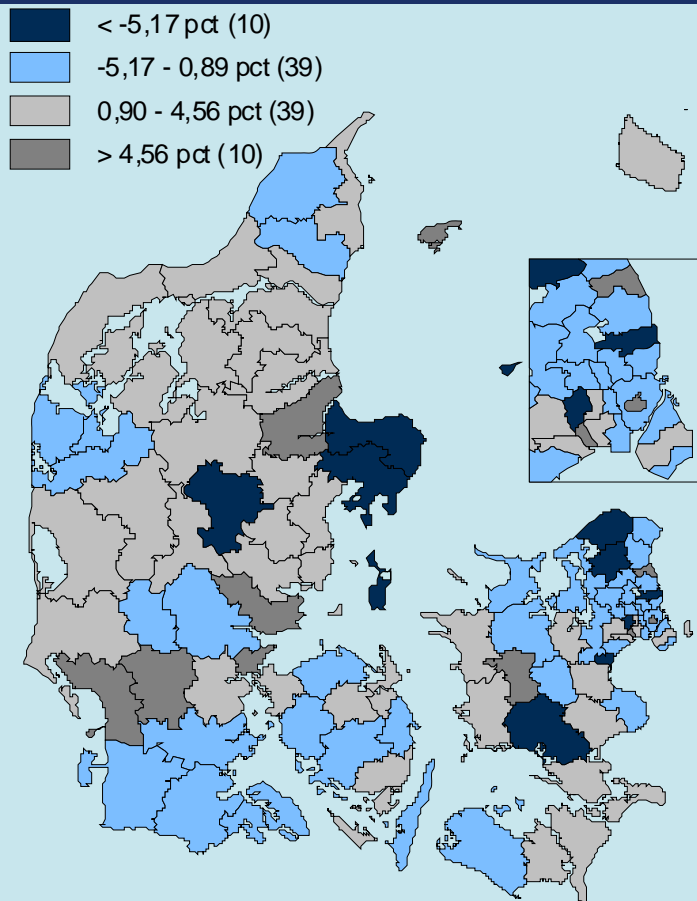 < -5,17 pct (10)
-5,17 - 0,89 pct (39)
0,90 - 4,56 pct (39)
> 4,56 pct (10)